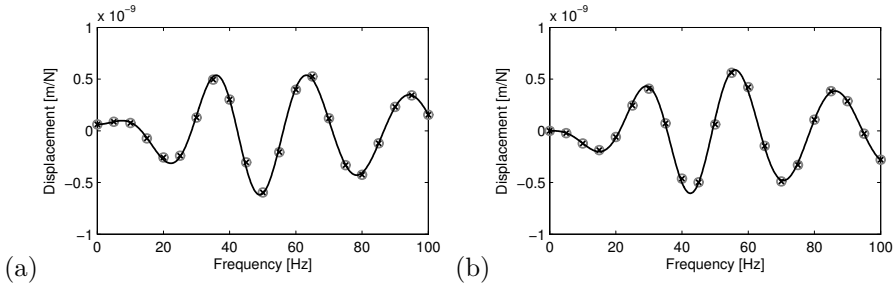 (a)
x 10⁻⁹
Displacement [m/N]
1
0.5
0
−0.5
−1
0 20 40 60 80 100
Frequency [Hz]
(b)
x 10⁻⁹
Displacement [m/N]
1
0.5
0
−0.5
−1
0 20 40 60 80 100
Frequency [Hz]